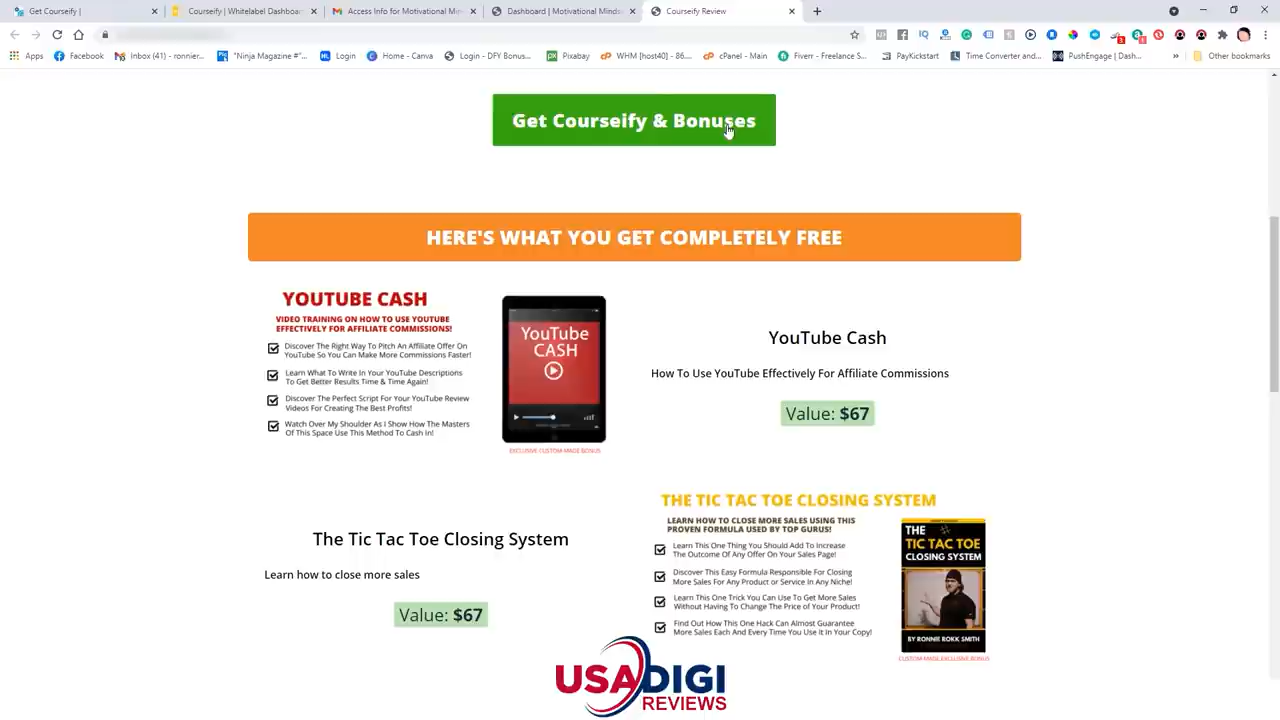 Get Courseify |
Courseify | Whitelabel Dashboa
Access Info for Motivational Mi
Dashboard | Motivational Minds
Courseify Review
Apps
Facebook
Inbox (41) - ronnier...
"Ninja Magazine #"...
Login
Home - Canva
Login - DFY Bonus...
Pixabay
WHM [host40] - 86....
cPanel - Main
Fiverr - Freelance S...
PayKickstart
Time Converter and...
PushEngage | Dash...
»
Other bookmarks
Get Courseify & Bonuses
HERE'S WHAT YOU GET COMPLETELY FREE
YOUTUBE CASH
VIDEO TRAINING ON HOW TO USE YOUTUBE
EFFECTIVELY FOR AFFILIATE COMMISSIONS!
Discover The Right Way To Pitch An Affiliate Offer On
YouTube So You Can Make More Commissions Faster!
Learn What To Write In Your YouTube Descriptions
To Get Better Results Time & Time Again!
Discover The Perfect Script For Your YouTube Review
Videos For Creating The Best Profits!
Watch Over My Shoulder As I Show How The Masters
Of This Space Use This Method To Cash In!
YouTube
CASH
EXCLUSIVE CUSTOM MADE BONUS
YouTube Cash
How To Use YouTube Effectively For Affiliate Commissions
Value: $67
The Tic Tac Toe Closing System
Learn how to close more sales
Value: $67
THE TIC TAC TOE CLOSING SYSTEM
LEARN HOW TO CLOSE MORE SALES USING THIS
PROVEN FORMULA USED BY TOP GURUS!
Learn This One Thing You Should Add To Increase
The Outcome Of Any Offer On Your Sales Page!
Discover This Easy Formula Responsible For Closing
More Sales For Any Product or Service In Any Niche!
Learn This One Trick You Can Use To Get More Sales
Without Having To Change The Price of Your Product!
Find Out How This One Hack Can Almost Guarantee
More Sales Each And Every Time You Use It In Your Copy!
THE
TIC TAC TOE
CLOSING SYSTEM
BY RONNIE ROKK SMITH
CUSTOM MADE EXCLUSIVE BONUS
USADIGI
REVIEWS